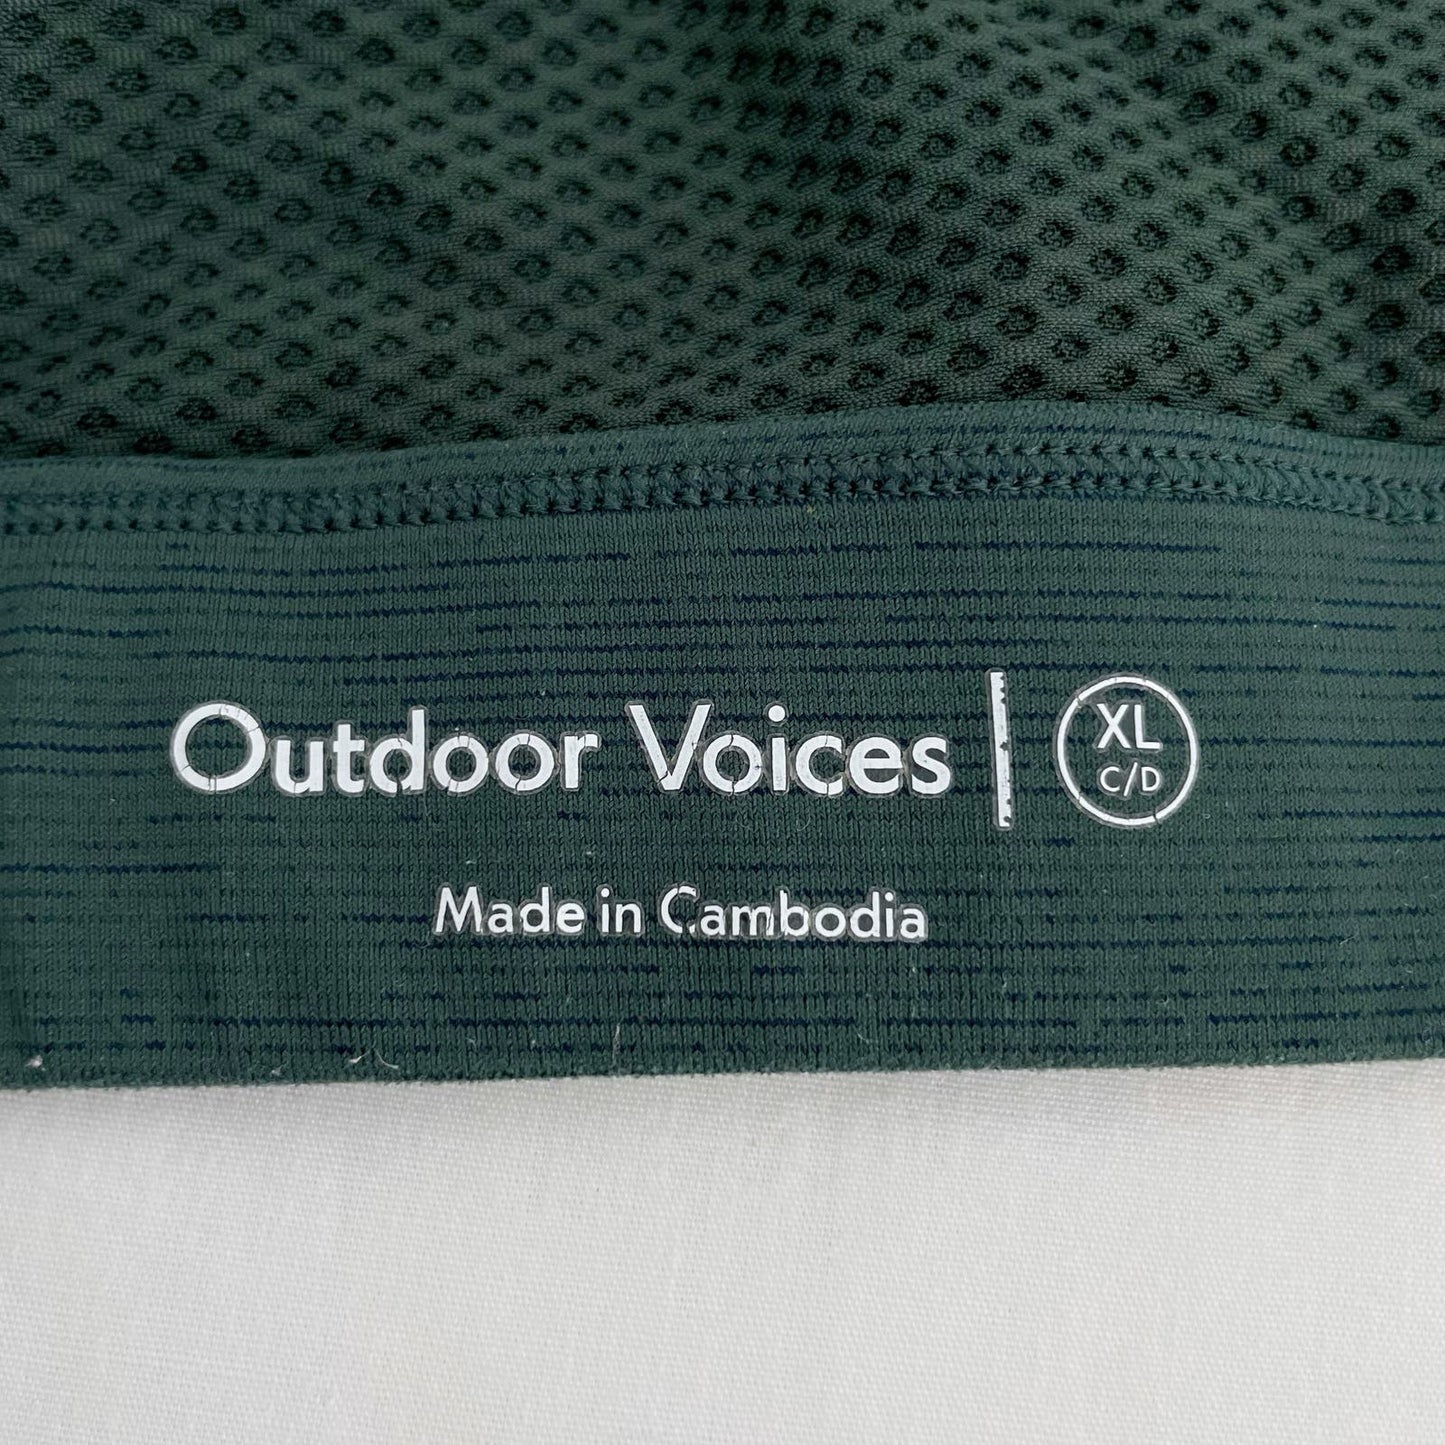 Outdoor Voices | XL
C/D
Made in Cambodia